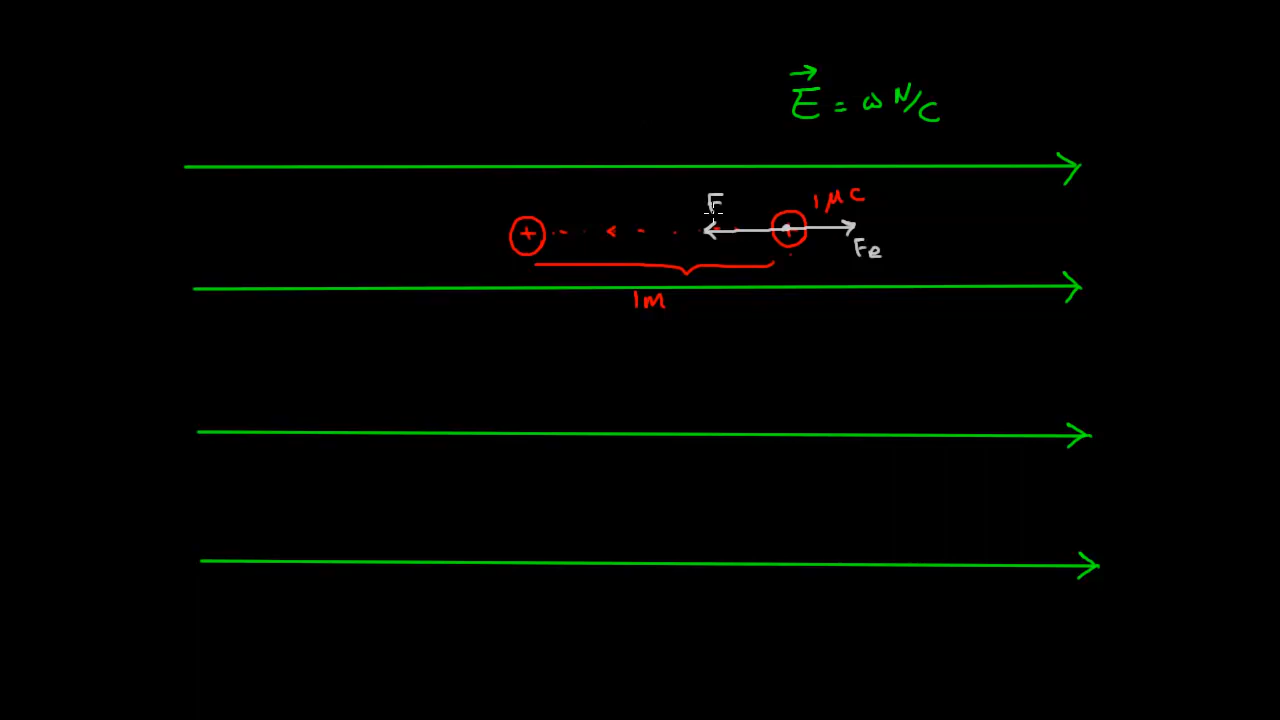 E⃗ = ω N/C
1 μC
F
+ +
Fe
1m